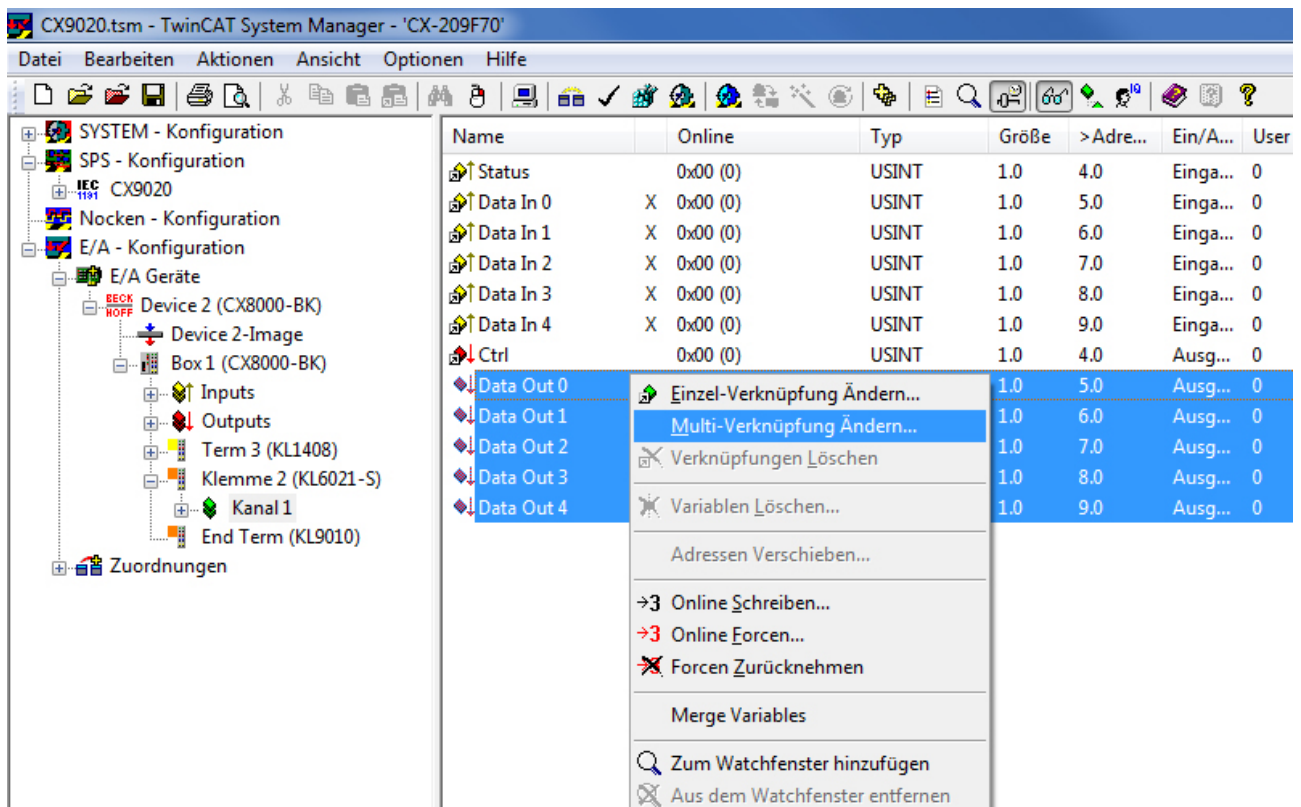 CX9020.tsm - TwinCAT System Manager - 'CX-209F70'
Datei Bearbeiten Aktionen Ansicht Optionen Hilfe
SYSTEM - Konfiguration
SPS - Konfiguration
IEC 1131 CX9020
Nocken - Konfiguration
E/A - Konfiguration
E/A Geräte
BECKHOFF Device 2 (CX8000-BK)
Device 2-Image
Box 1 (CX8000-BK)
Inputs
Outputs
Term 3 (KL1408)
Klemme 2 (KL6021-S)
Kanal 1
End Term (KL9010)
Zuordnungen
Name Online Typ Größe >Adre... Ein/A... User
Status 0x00 (0) USINT 1.0 4.0 Einga... 0
Data In 0 X 0x00 (0) USINT 1.0 5.0 Einga... 0
Data In 1 X 0x00 (0) USINT 1.0 6.0 Einga... 0
Data In 2 X 0x00 (0) USINT 1.0 7.0 Einga... 0
Data In 3 X 0x00 (0) USINT 1.0 8.0 Einga... 0
Data In 4 X 0x00 (0) USINT 1.0 9.0 Einga... 0
Ctrl 0x00 (0) USINT 1.0 4.0 Ausg... 0
Data Out 0 1.0 5.0 Ausg... 0
Data Out 1 1.0 6.0 Ausg... 0
Data Out 2 1.0 7.0 Ausg... 0
Data Out 3 1.0 8.0 Ausg... 0
Data Out 4 1.0 9.0 Ausg... 0
Einzel-Verknüpfung Ändern...
Multi-Verknüpfung Ändern...
Verknüpfungen Löschen
Variablen Löschen...
Adressen Verschieben...
→3 Online Schreiben...
→3 Online Forcen...
Forcen Zurücknehmen
Merge Variables
Zum Watchfenster hinzufügen
Aus dem Watchfenster entfernen